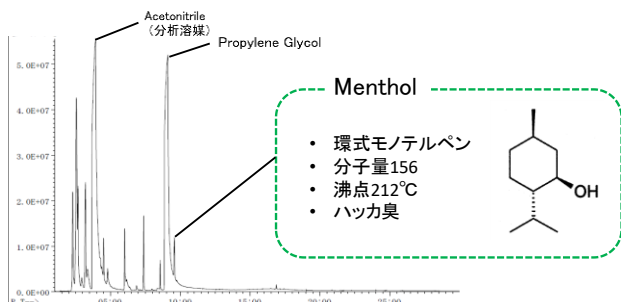 Acetonitrile
(分析溶媒)
Propylene Glycol
5.0E+07
4.0E+07
3.0E+07
2.0E+07
1.0E+07
0.0E+00
Menthol
• 環式モノテルペン
• 分子量156
• 沸点212℃
• ハッカ臭
OH